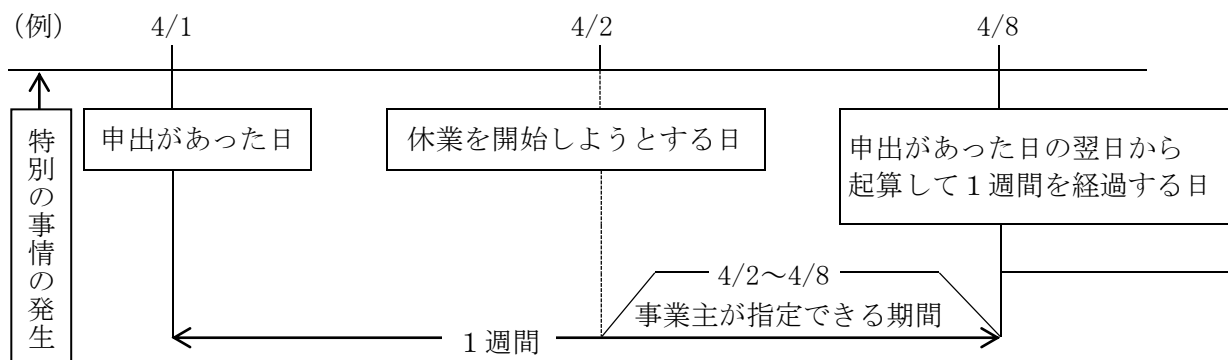 （例） 4/1 4/2 4/8
特別の事情の発生
申出があった日
休業を開始しようとする日
申出があった日の翌日から
起算して１週間を経過する日
4/2～4/8
事業主が指定できる期間
１週間